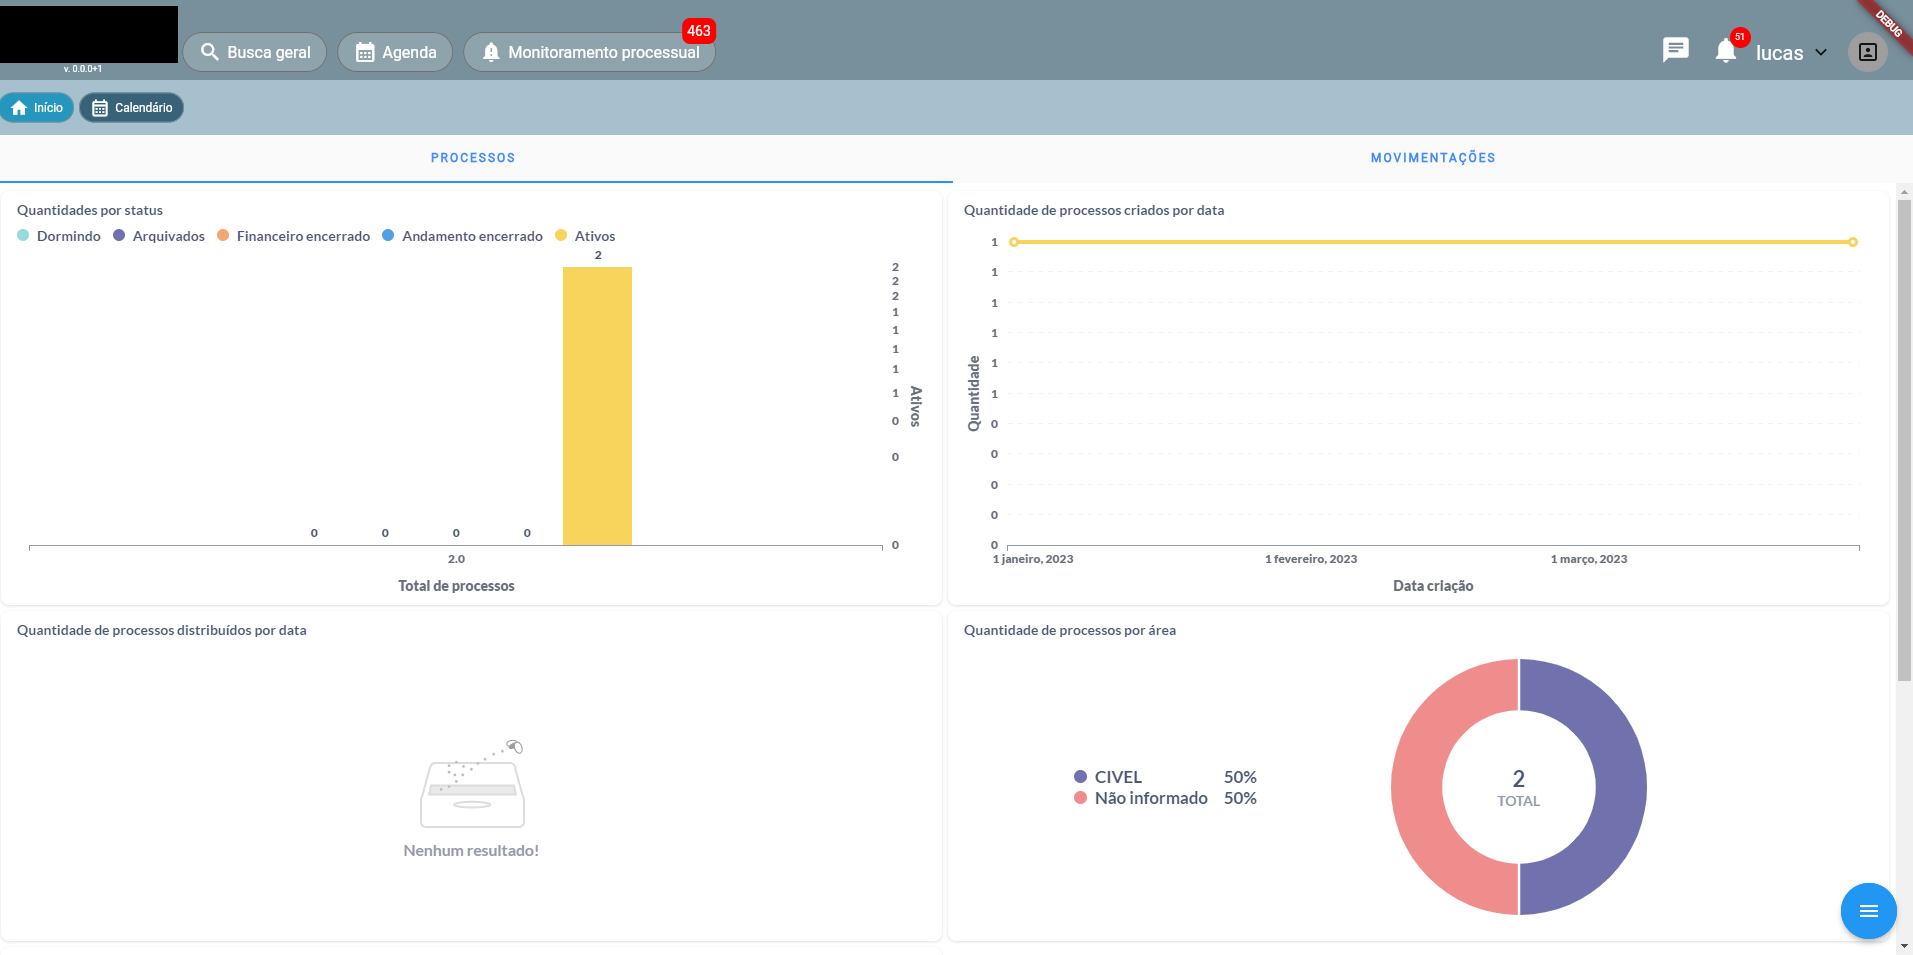 DEBUG
463
Busca geral
Agenda
Monitoramento processual
51
lucas
v. 0.0.0+1
Início
Calendário
PROCESSOS
MOVIMENTAÇÕES
Quantidades por status
Dormindo
Arquivados
Financeiro encerrado
Andamento encerrado
Ativos
2
0
0
0
0
2
2
2
1
1
1
1
1
0
0
0
Ativos
2.0
Total de processos
Quantidade de processos criados por data
1
1
1
1
1
1
0
0
0
0
0
Quantidade
1 janeiro, 2023
1 fevereiro, 2023
1 março, 2023
Data criação
Quantidade de processos distribuídos por data
Nenhum resultado!
Quantidade de processos por área
CIVEL 50%
Não informado 50%
2
TOTAL